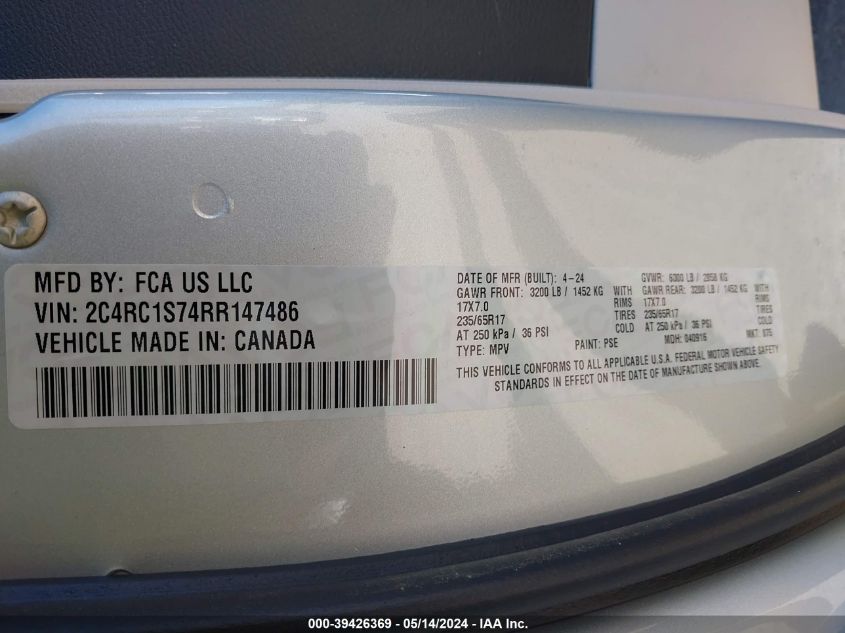 MFD BY: FCA US LLC
VIN: 2C4RC1S74RR147486
VEHICLE MADE IN: CANADA
DATE OF MFR (BUILT): 4-24 GVWR: 6300 LB / 2858 KG
GAWR FRONT: 3200 LB / 1452 KG WITH GAWR REAR: 3200 LB / 1452 KG WITH
17X7.0 RIMS 17X7.0 RIMS
235/65R17 TIRES 235/65R17 TIRES
AT 250 kPa / 36 PSI COLD AT 250 kPa / 36 PSI COLD
TYPE: MPV PAINT: PSE MDH: 040916 MKT:
THIS VEHICLE CONFORMS TO ALL APPLICABLE U.S.A. FEDERAL MOTOR VEHICLE SAFETY
STANDARDS IN EFFECT ON THE DATE OF MANUFACTURE SHOWN ABOVE.
000-39426369 - 05/14/2024 - IAA Inc.